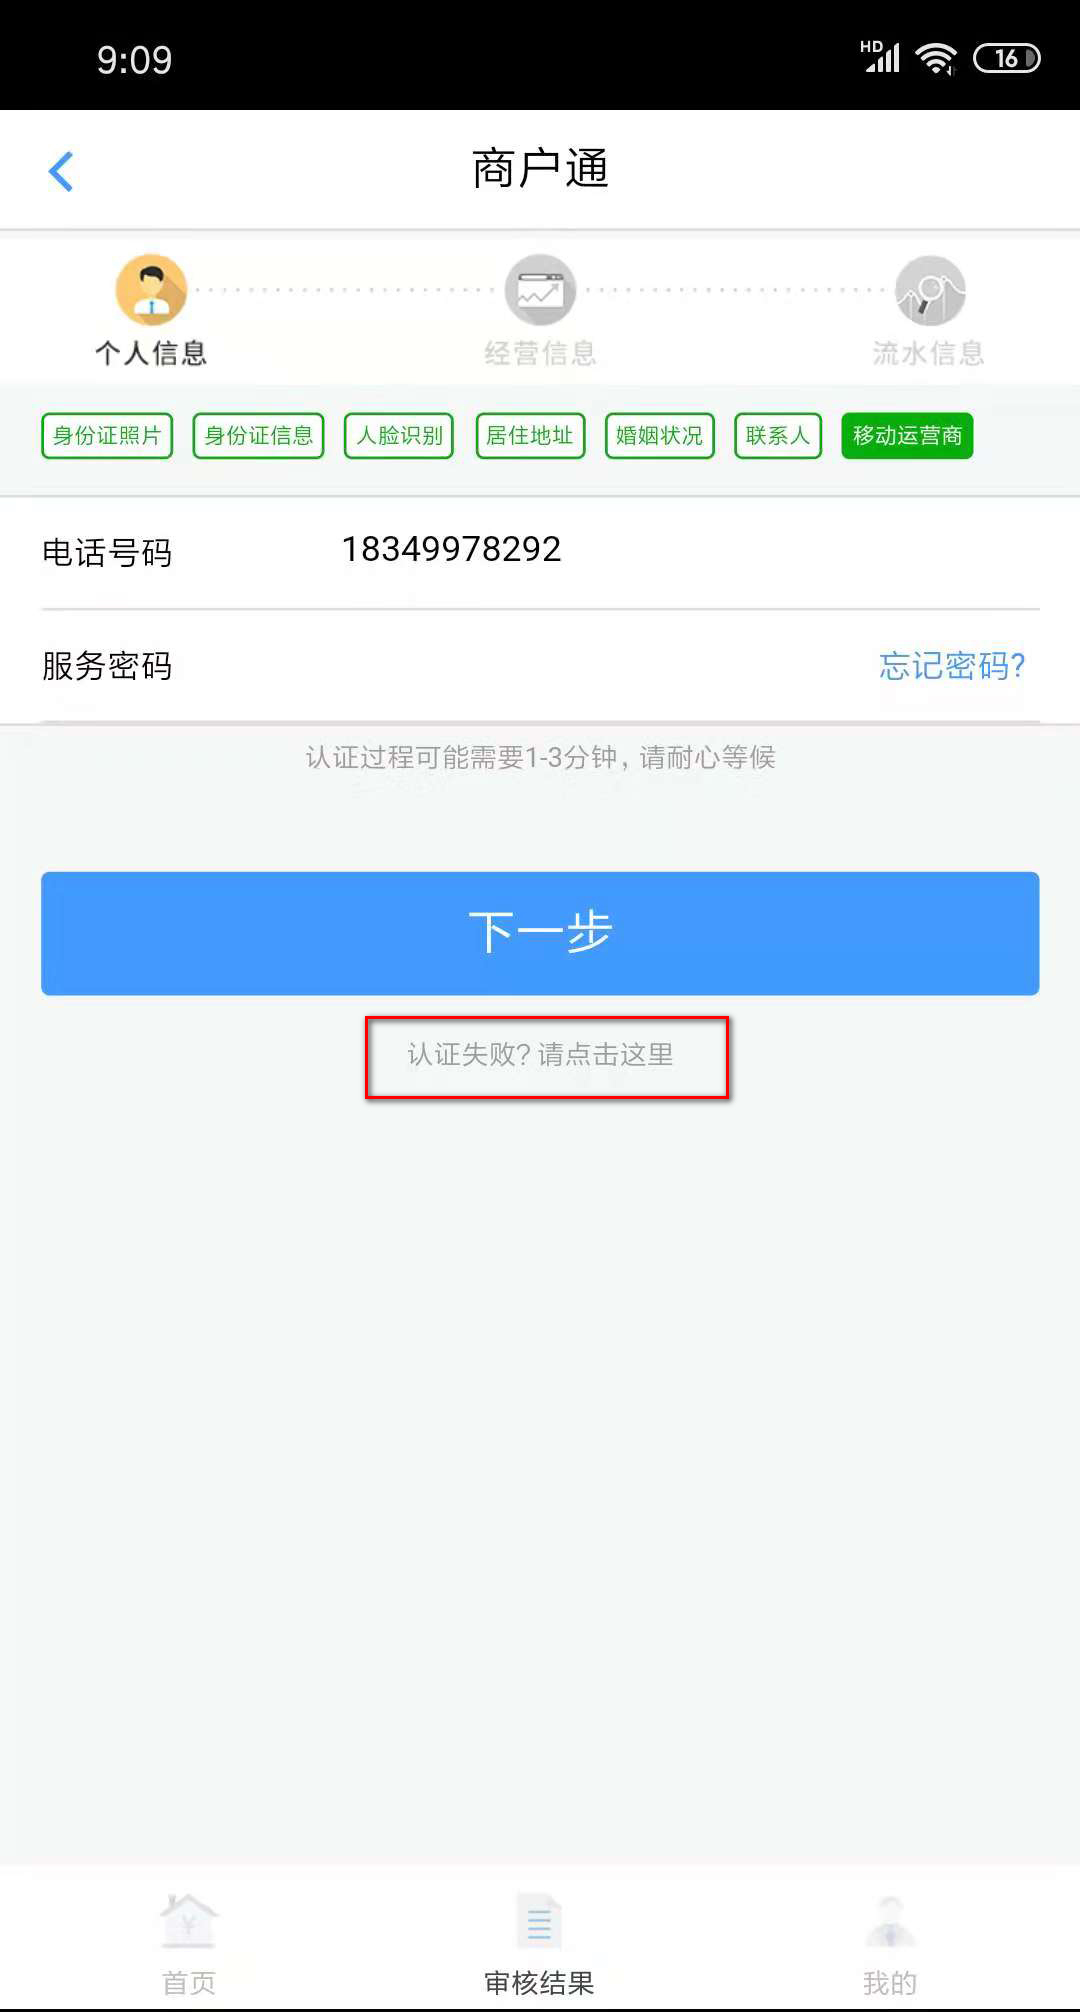 9:09
HD
16
商户通
个人信息
经营信息
流水信息
身份证照片 身份证信息 人脸识别 居住地址 婚姻状况 联系人 移动运营商
电话号码 18349978292
服务密码 忘记密码?
认证过程可能需要1-3分钟，请耐心等候
下一步
认证失败? 请点击这里
首页
审核结果
我的